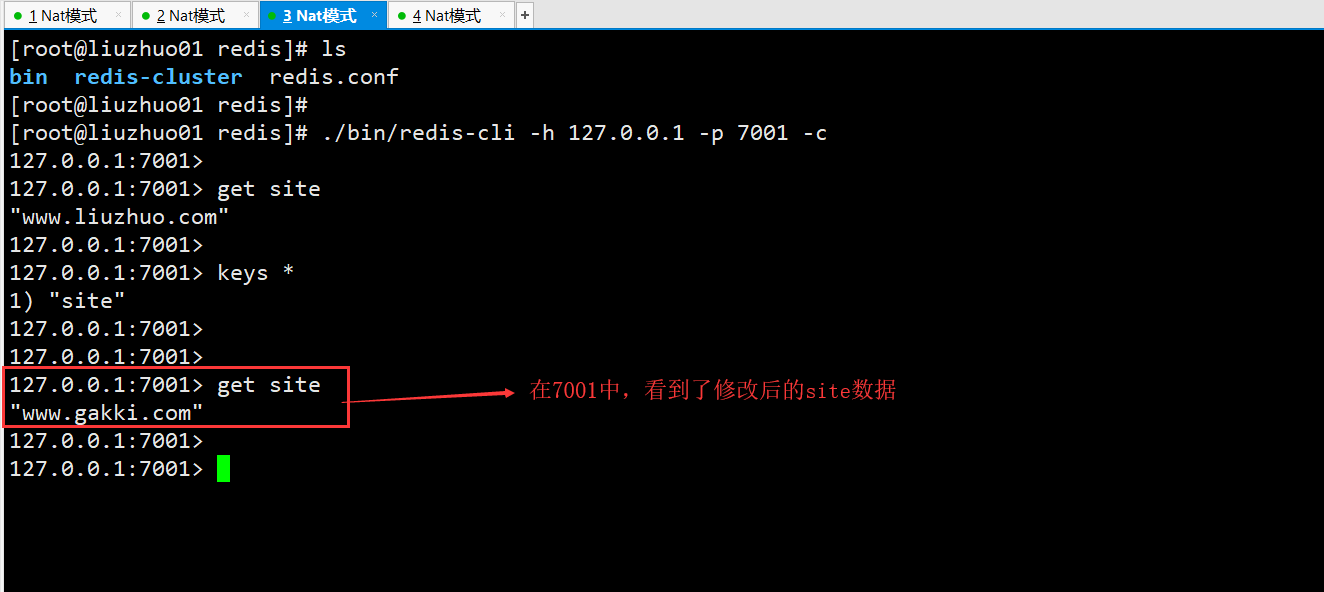 1 Nat模式 × 2 Nat模式 × 3 Nat模式 × 4 Nat模式 × +
[root@liuzhuo01 redis]# ls
bin  redis-cluster  redis.conf
[root@liuzhuo01 redis]#
[root@liuzhuo01 redis]# ./bin/redis-cli -h 127.0.0.1 -p 7001 -c
127.0.0.1:7001>
127.0.0.1:7001> get site
"www.liuzhuo.com"
127.0.0.1:7001>
127.0.0.1:7001> keys *
1) "site"
127.0.0.1:7001>
127.0.0.1:7001>
127.0.0.1:7001> get site
"www.gakki.com"
在7001中，看到了修改后的site数据
127.0.0.1:7001>
127.0.0.1:7001>